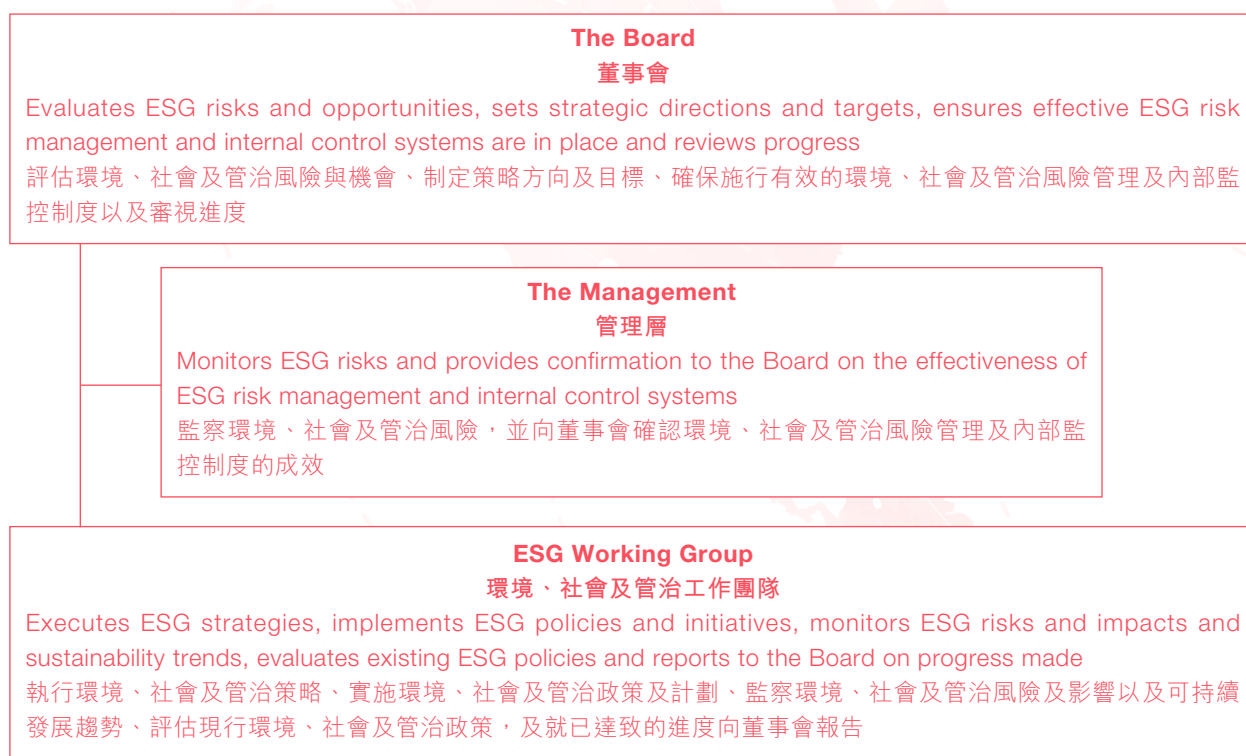 The Board
董事會
Evaluates ESG risks and opportunities, sets strategic directions and targets, ensures effective ESG risk
management and internal control systems are in place and reviews progress
評估環境、社會及管治風險與機會、制定策略方向及目標、確保施行有效的環境、社會及管治風險管理及內部監
控制度以及審視進度
The Management
管理層
Monitors ESG risks and provides confirmation to the Board on the effectiveness of
ESG risk management and internal control systems
監察環境、社會及管治風險，並向董事會確認環境、社會及管治風險管理及內部監
控制度的成效
ESG Working Group
環境、社會及管治工作團隊
Executes ESG strategies, implements ESG policies and initiatives, monitors ESG risks and impacts and
sustainability trends, evaluates existing ESG policies and reports to the Board on progress made
執行環境、社會及管治策略、實施環境、社會及管治政策及計劃、監察環境、社會及管治風險及影響以及可持續
發展趨勢、評估現行環境、社會及管治政策，及就已達致的進度向董事會報告